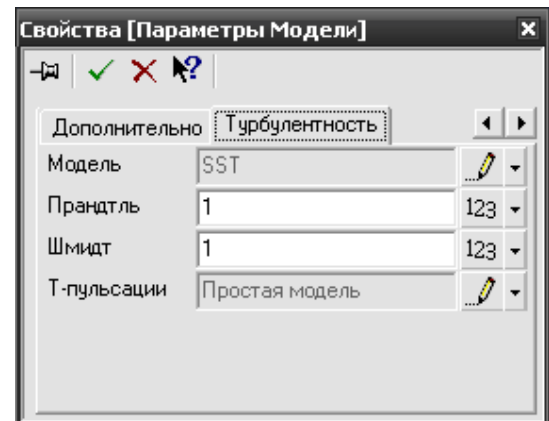 Свойства [Параметры Модели]
Дополнительно Турбулентность
Модель SST
Прандтль 1 123
Шмидт 1 123
Т-пульсации Простая модель